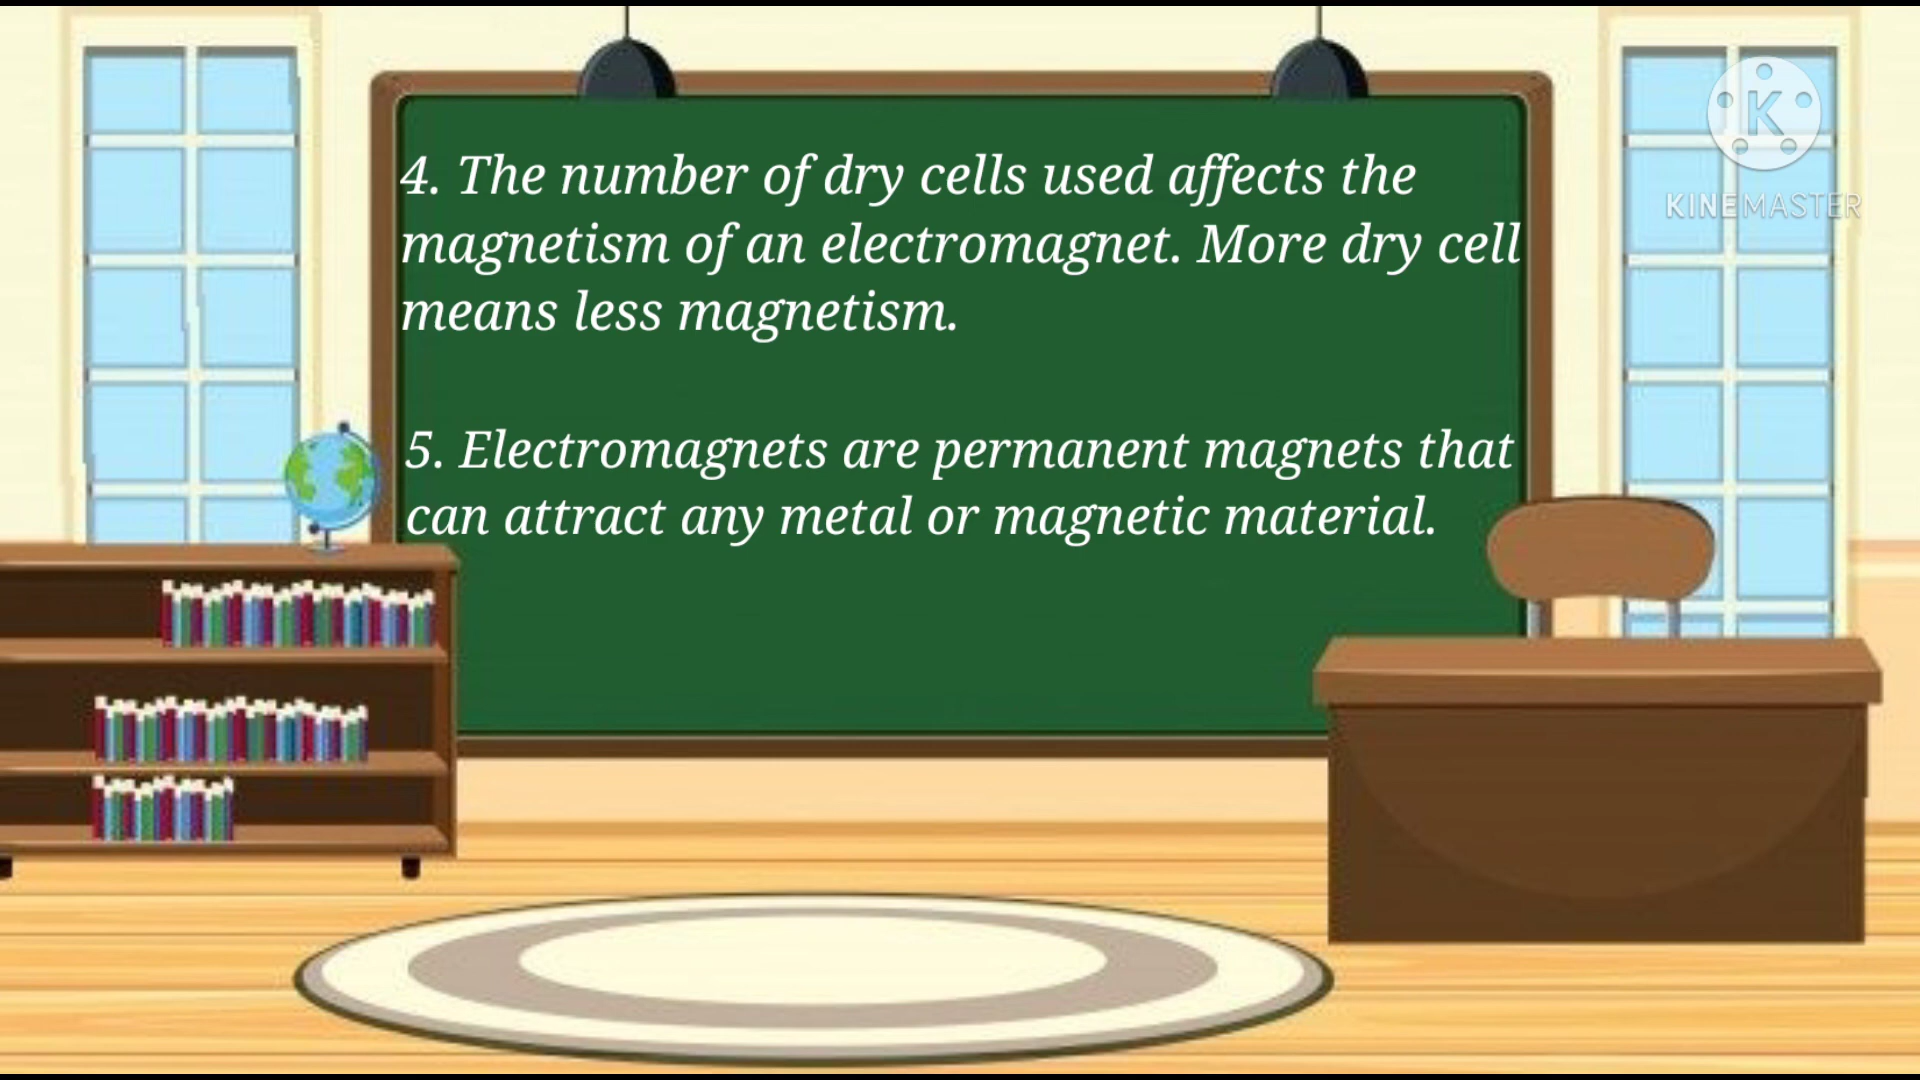 4. The number of dry cells used affects the
magnetism of an electromagnet. More dry cell
means less magnetism.
5. Electromagnets are permanent magnets that
can attract any metal or magnetic material.
K
KINEMASTER